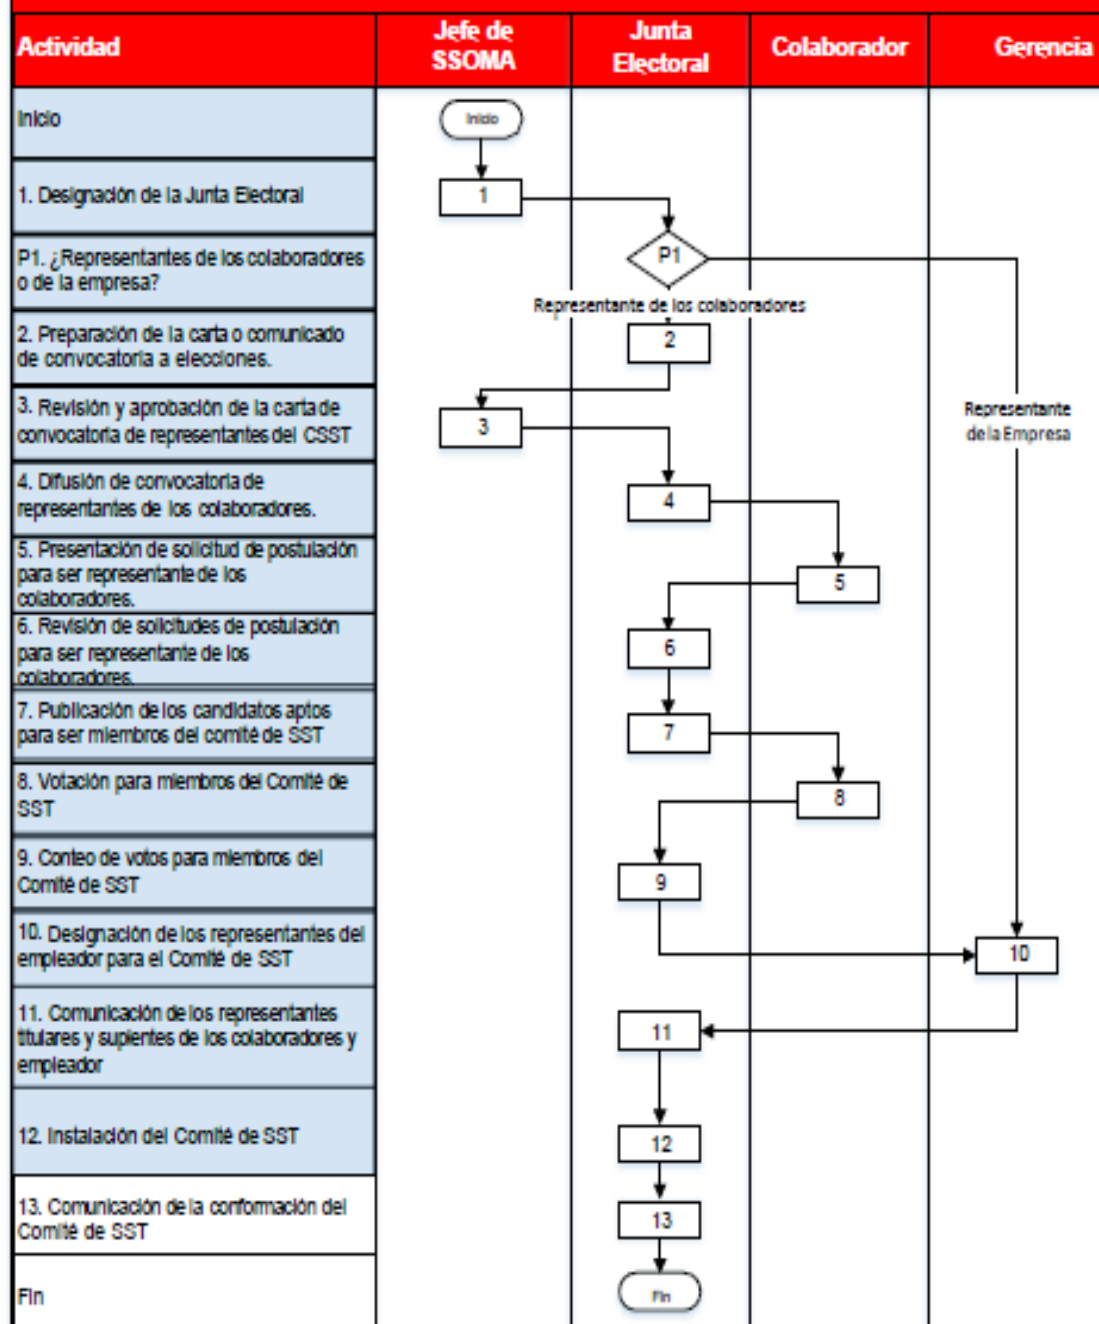 Actividad
Jefe de
SSOMA
Junta
Electoral
Colaborador
Gerencia
Inicio
Inicio
1. Designación de la Junta Electoral
1
P1. ¿Representantes de los colaboradores
o de la empresa?
P1
Representante de los colaboradores
2. Preparación de la carta o comunicado
de convocatoria a elecciones.
2
3. Revisión y aprobación de la carta de
convocatoria de representantes del CSST
3
Representante
de la Empresa
4. Difusión de convocatoria de
representantes de los colaboradores.
4
5. Presentación de solicitud de postulación
para ser representante de los
colaboradores.
5
6. Revisión de solicitudes de postulación
para ser representante de los
colaboradores.
6
7. Publicación de los candidatos aptos
para ser miembros del comité de SST
7
8. Votación para miembros del Comité de
SST
8
9. Conteo de votos para miembros del
Comité de SST
9
10. Designación de los representantes del
empleador para el Comité de SST
10
11. Comunicación de los representantes
titulares y suplentes de los colaboradores y
empleador
11
12. Instalación del Comité de SST
12
13. Comunicación de la conformación del
Comité de SST
13
Fin
Fin